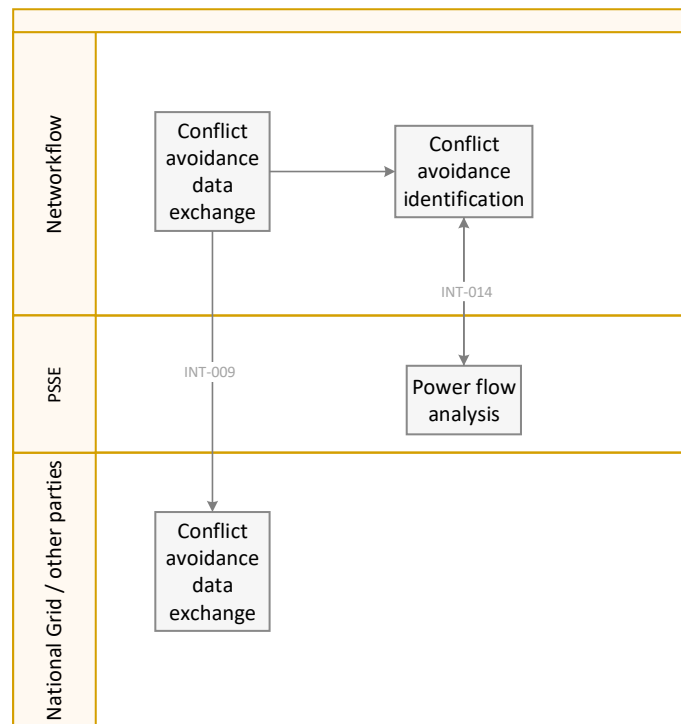 Networkflow
Conflict
avoidance
data
exchange
Conflict
avoidance
identification
INT-014
PSSE
INT-009
Power flow
analysis
National Grid / other parties
Conflict
avoidance
data
exchange